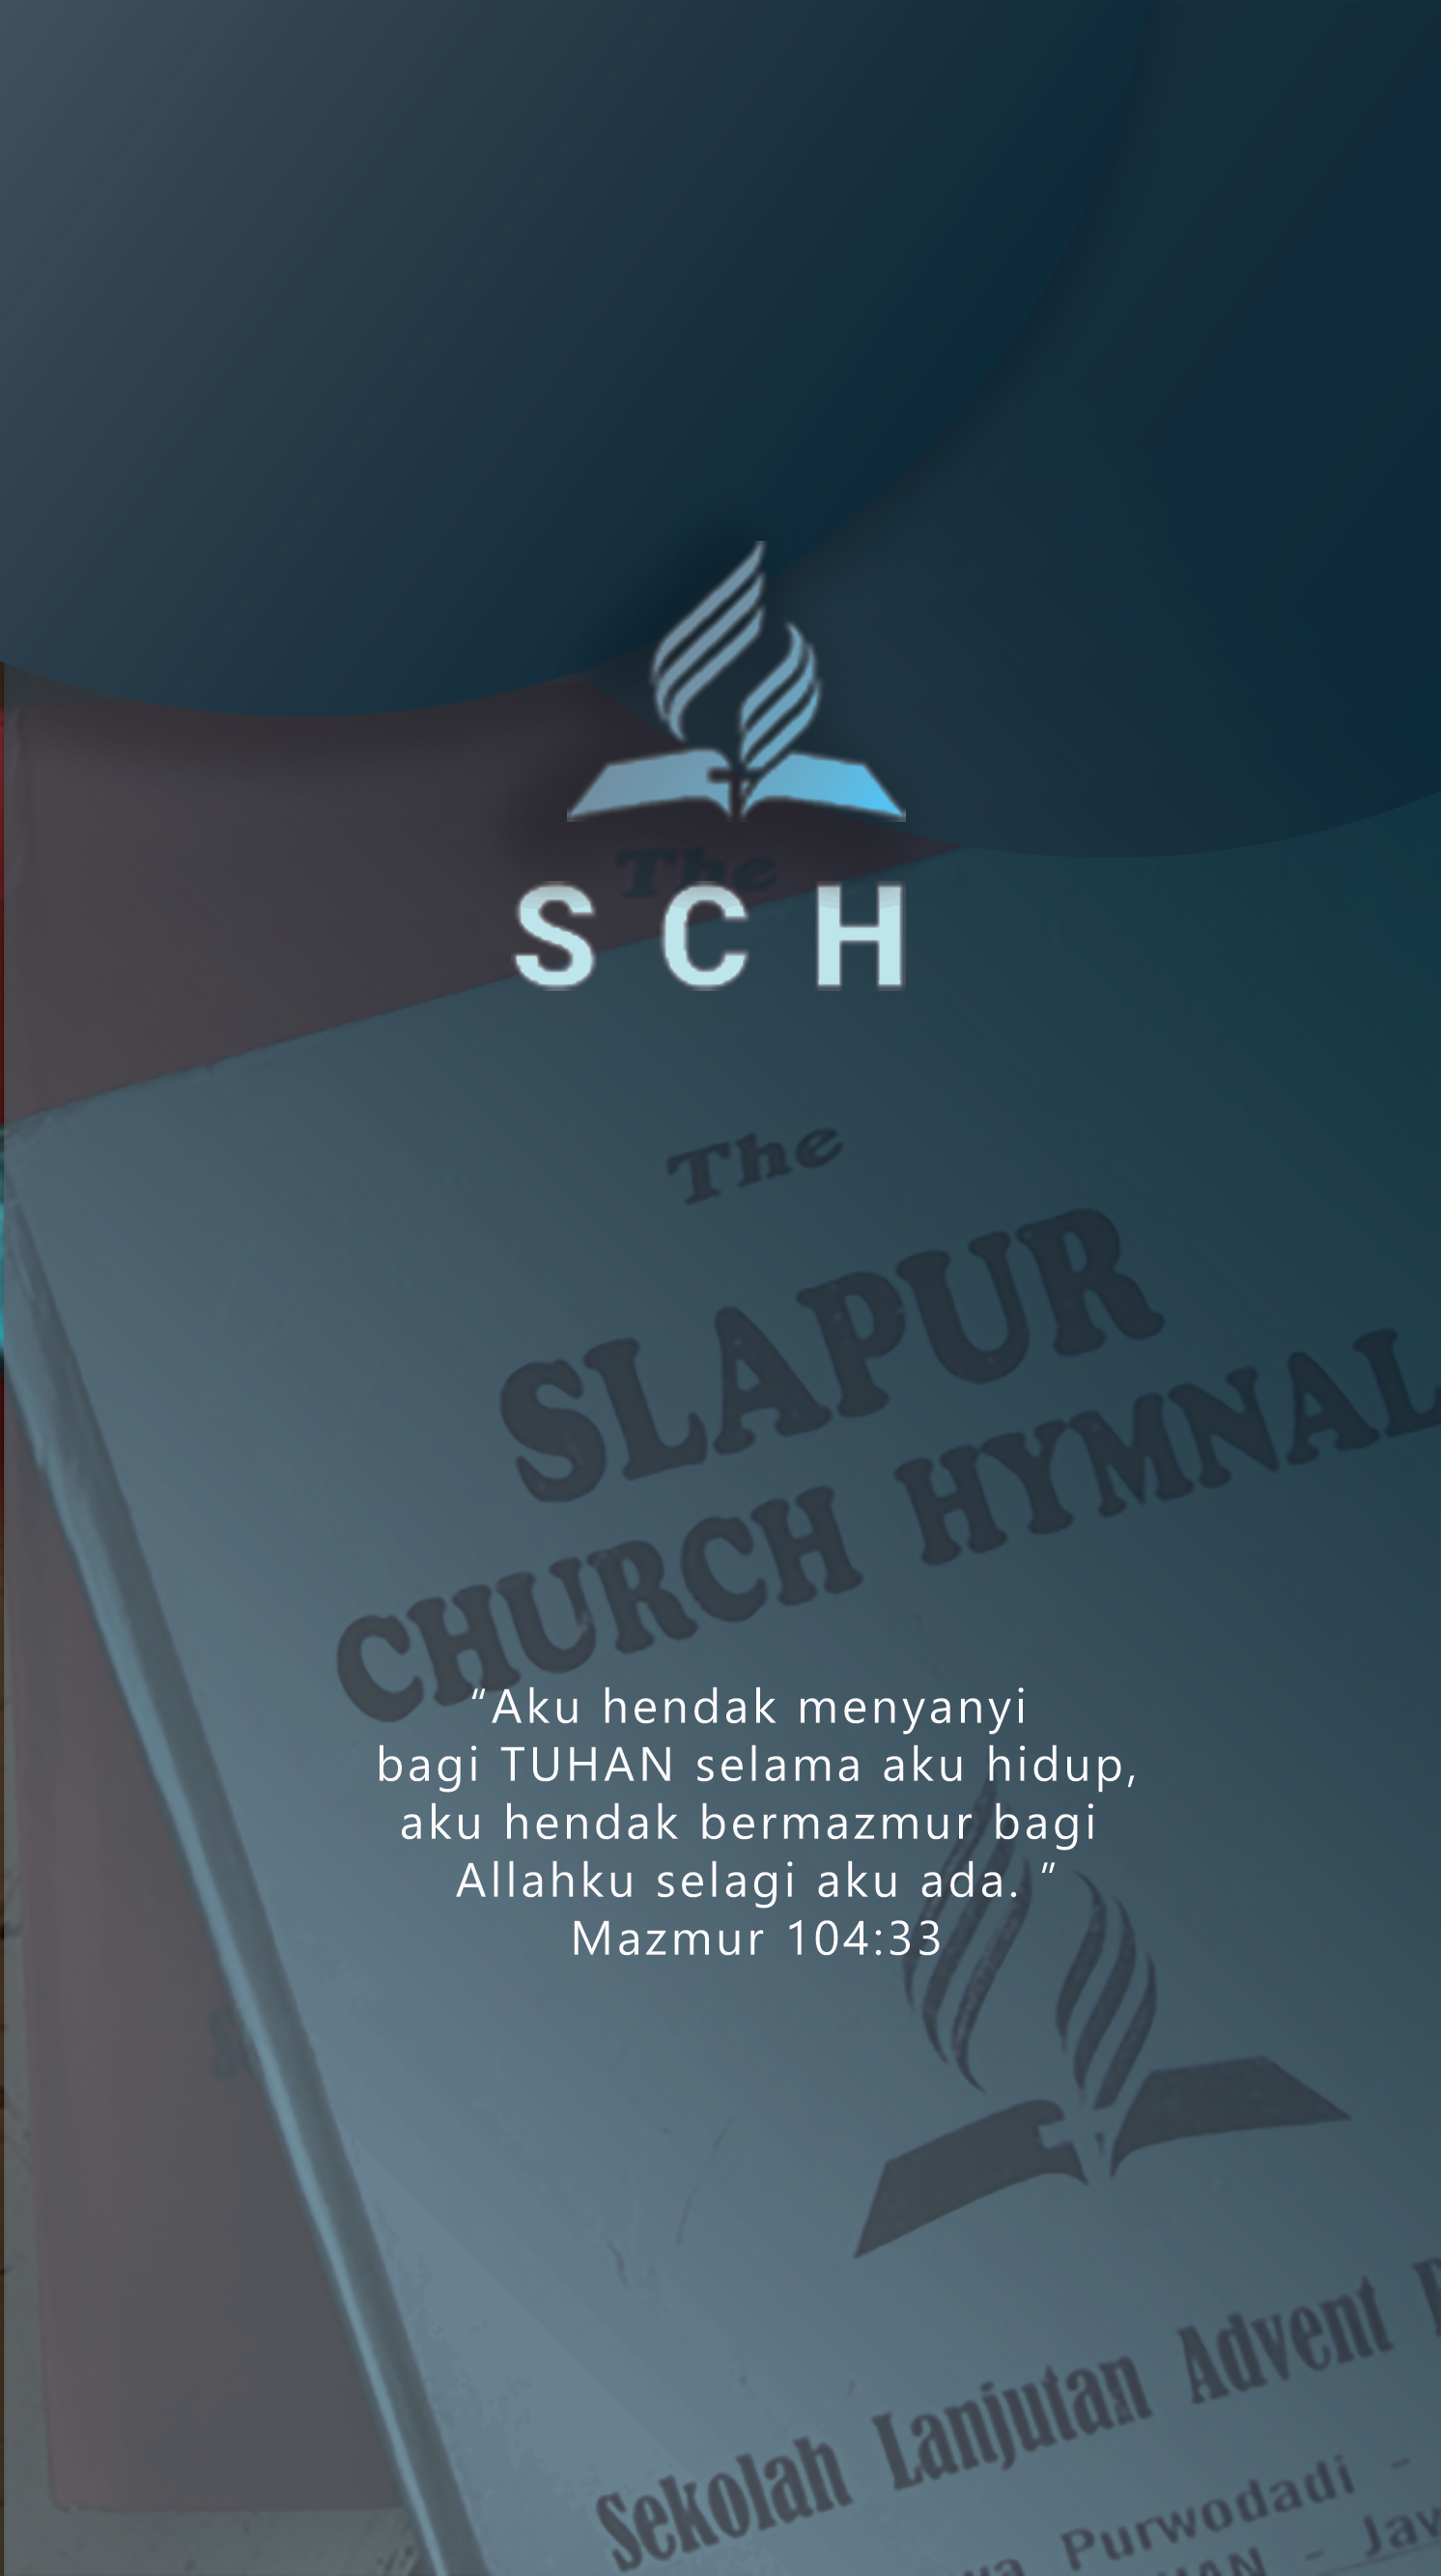 The
S C H
The
SLAPUR
CHURCH HYMNAL
“Aku hendak menyanyi
bagi TUHAN selama aku hidup,
aku hendak bermazmur bagi
Allahku selagi aku ada. ”
Mazmur 104:33
Sekolah Lanjutan Advent
Purwodadi -